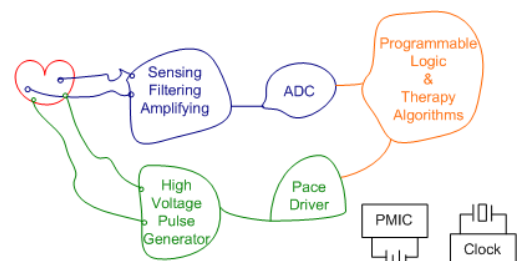 Sensing
Filtering
Amplifying
ADC
Programmable
Logic
&
Therapy
Algorithms
High
Voltage
Pulse
Generator
Pace
Driver
PMIC
Clock